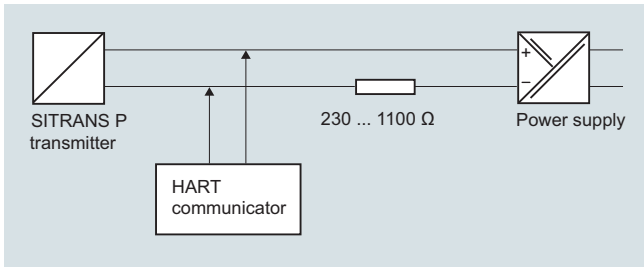 +
−
SITRANS P
transmitter
230 ... 1100 Ω
Power supply
HART
communicator